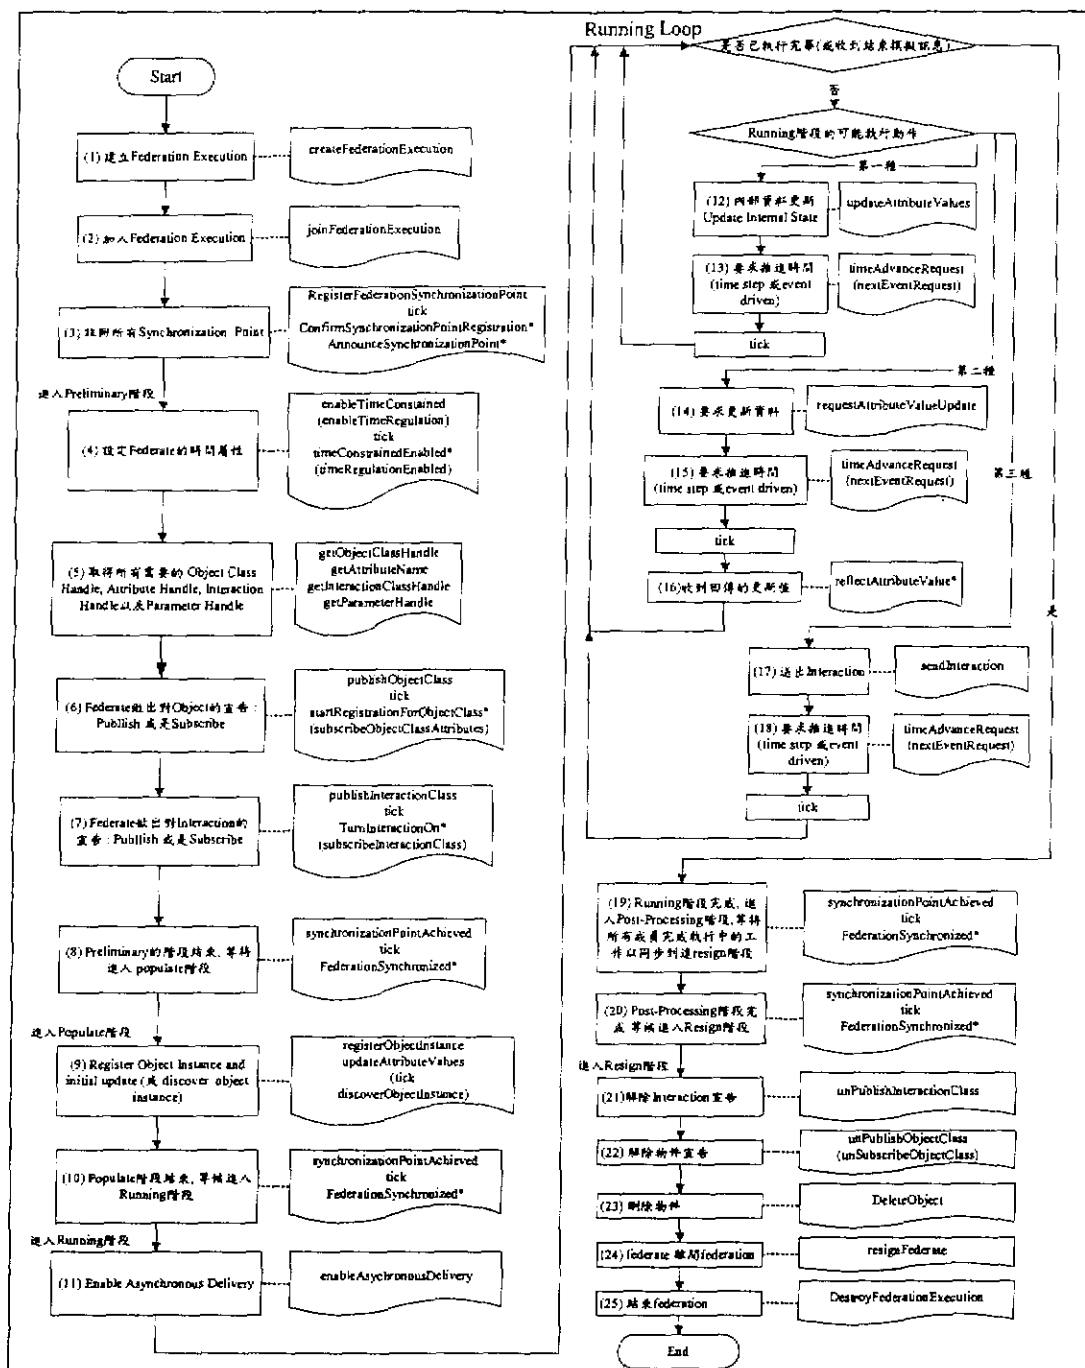 Start
(1) 建立Federation Execution
createFederationExecution
(2) 加入Federation Execution
joinFederationExecution
(3) 註冊所有Synchronization Point
RegisterFederationSynchronizationPoint
tick
ConfirmSynchronizationPointRegistration*
AnnounceSynchronizationPoint*
進入Preliminary階段
(4) 設定Federate的時間屬性
enableTimeConstrained
(enableTimeRegulation)
tick
timeConstrainedEnabled*
(timeRegulationEnabled)
(5) 取得所有需要的 Object Class
Handle, Attribute Handle, Interaction
Handle以及Parameter Handle
getObjectClassHandle
getAttributeName
getInteractionClassHandle
getParameterHandle
(6) Federate做出對Object的宣告：
Publish 或是Subscribe
publishObjectClass
tick
startRegistrationForObjectClass*
(subscribeObjectClassAttributes)
(7) Federate做出對Interaction的
宣告：Publish 或是Subscribe
publishInteractionClass
tick
TurnInteractionOn*
(subscribeInteractionClass)
(8) Preliminary的階段結束, 等待
進入 populate階段
synchronizationPointAchieved
tick
FederationSynchronized*
進入Populate階段
(9) Register Object Instance and
initial update (或 discover object
instance)
registerObjectInstance
updateAttributeValues
(tick
discoverObjectInstance)
(10) Populate階段結束, 等候進入
Running階段
synchronizationPointAchieved
tick
FederationSynchronized*
進入Running階段
(11) Enable Asynchronous Delivery
enableAsychronousDelivery
Running Loop
是否已執行完畢(或收到結束模擬訊息)
否
是
Running階段的可能執行動作
第一種
(12) 內部資料更新
Update Internal State
updateAttributeValues
(13) 要求推進時間
(time step 或event
driven)
timeAdvanceRequest
(nextEventRequest)
tick
第二種
(14) 要求更新資料
requestAttributeValueUpdate
(15) 要求推進時間
(time step 或event driven)
timeAdvanceRequest
(nextEventRequest)
tick
(16)收到回傳的更新值
reflectAttributeValue*
第三種
(17) 送出Interaction
sendInteraction
(18) 要求推進時間
(time step 或event
driven)
timeAdvanceRequest
(nextEventRequest)
tick
(19) Running階段完成, 進
入Post-Processing階段, 等待
所有成員完成執行中的工
作以同步到達resign階段
synchronizationPointAchieved
tick
FederationSynchronized*
(20) Post-Processing階段完
成 等候進入Resign階段
synchronizationPointAchieved
tick
FederationSynchronized*
進入Resign階段
(21)解除Interaction宣告
unPublishInteractionClass
(22) 解除物件宣告
unPublishObjectClass
(unSubscribeObjectClass)
(23) 刪除物件
DeleteObject
(24) federate 離開federation
resignFederate
(25) 結束federation
DestroyFederationExecution
End